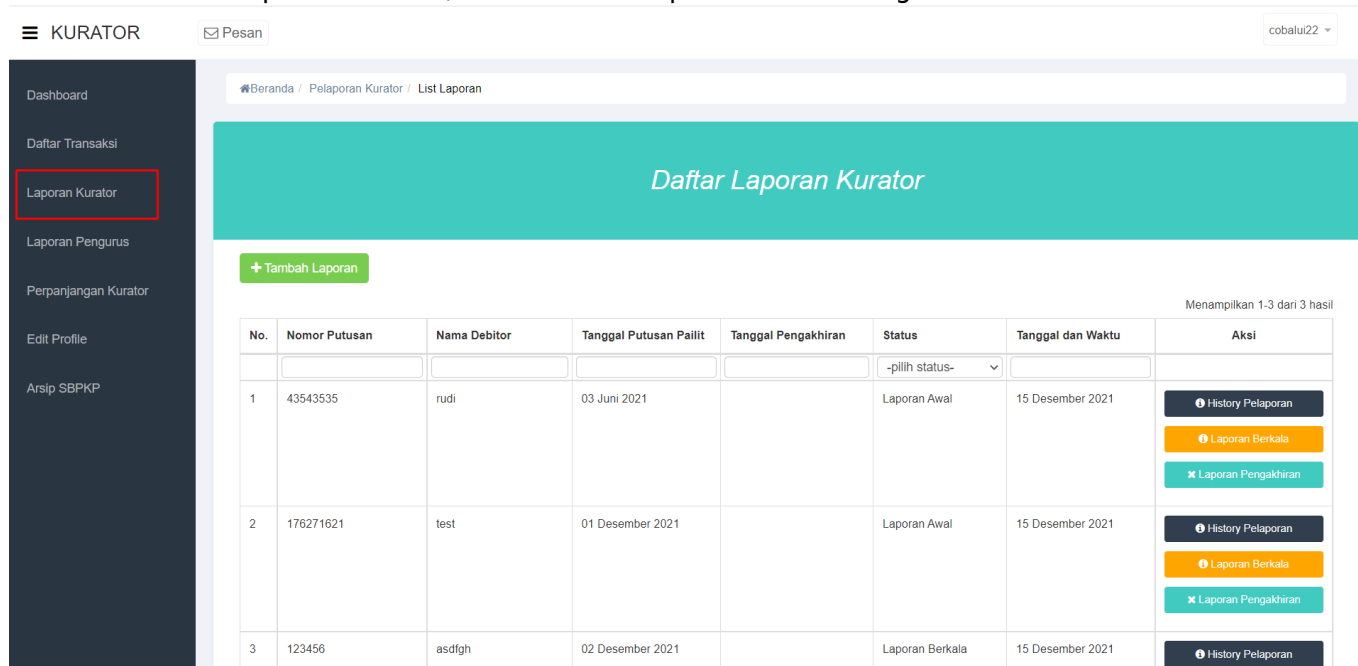 KURATOR
Pesan
cobalui22
Dashboard
Daftar Transaksi
Laporan Kurator
Laporan Pengurus
Perpanjangan Kurator
Edit Profile
Arsip SBPKP
Beranda / Pelaporan Kurator / List Laporan
Daftar Laporan Kurator
+ Tambah Laporan
Menampilkan 1-3 dari 3 hasil
No. Nomor Putusan Nama Debitor Tanggal Putusan Pailit Tanggal Pengakhiran Status Tanggal dan Waktu Aksi
-pilih status-
1 43543535 rudi 03 Juni 2021 Laporan Awal 15 Desember 2021 History Pelaporan
Laporan Berkala
Laporan Pengakhiran
2 176271621 test 01 Desember 2021 Laporan Awal 15 Desember 2021 History Pelaporan
Laporan Berkala
Laporan Pengakhiran
3 123456 asdfgh 02 Desember 2021 Laporan Berkala 15 Desember 2021 History Pelaporan